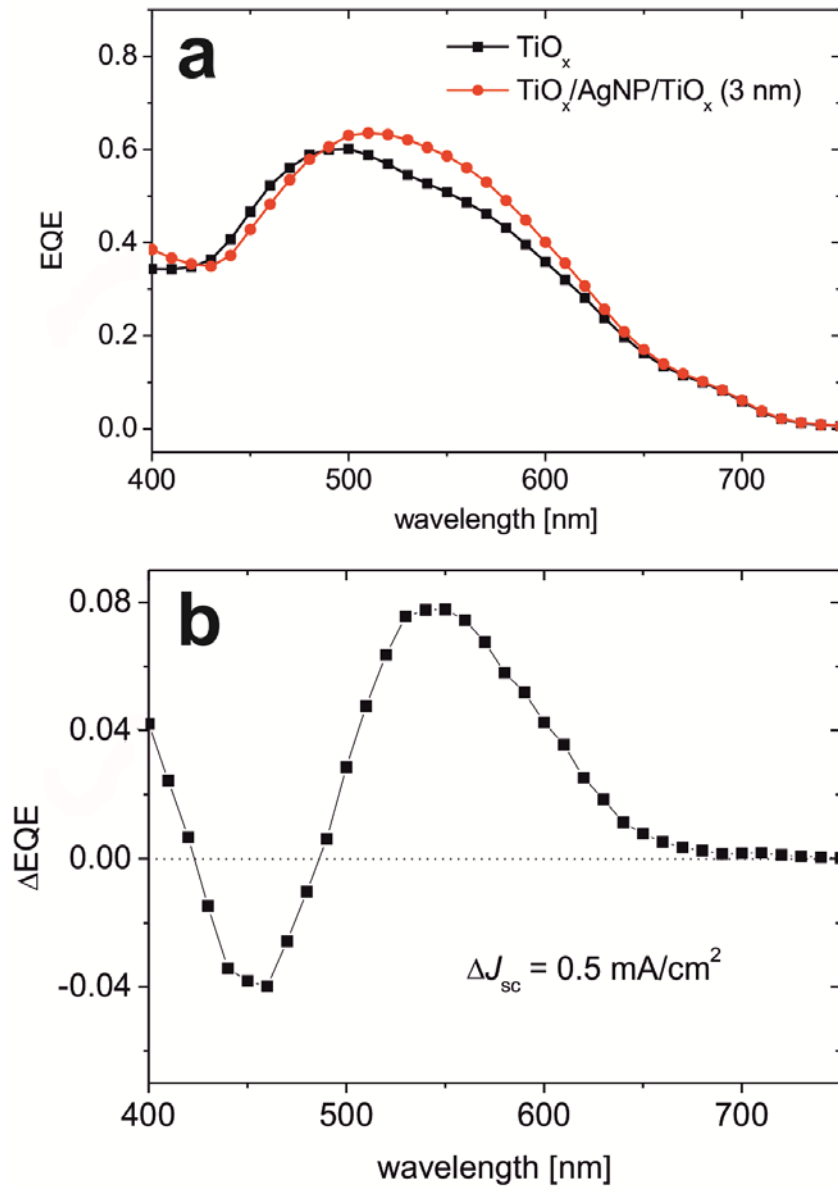 a
TiOₓ
TiOₓ/AgNP/TiOₓ (3 nm)
0.8
0.6
0.4
0.2
0.0
EQE
400 500 600 700
wavelength [nm]
b
0.08
0.04
0.00
-0.04
ΔEQE
ΔJsc = 0.5 mA/cm²
400 500 600 700
wavelength [nm]